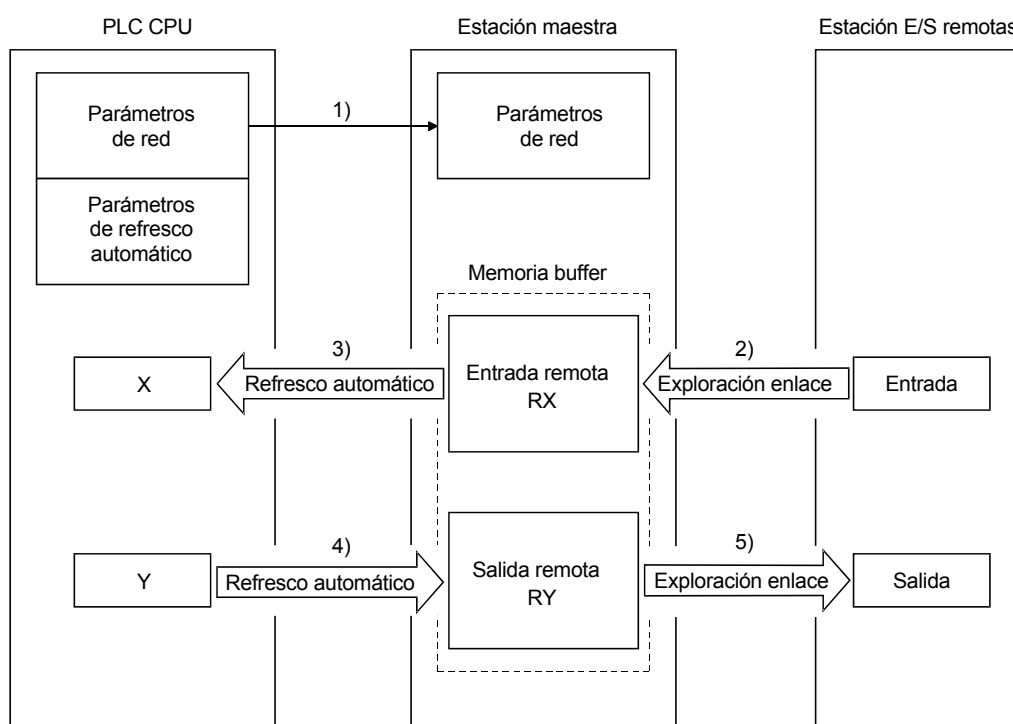 PLC CPU
Estación maestra
Estación E/S remotas
Parámetros
de red
1)
Parámetros
de red
Parámetros
de refresco
automático
Memoria buffer
X
3)
Refresco automático
Entrada remota
RX
2)
Exploración enlace
Entrada
Y
4)
Refresco automático
Salida remota
RY
5)
Exploración enlace
Salida